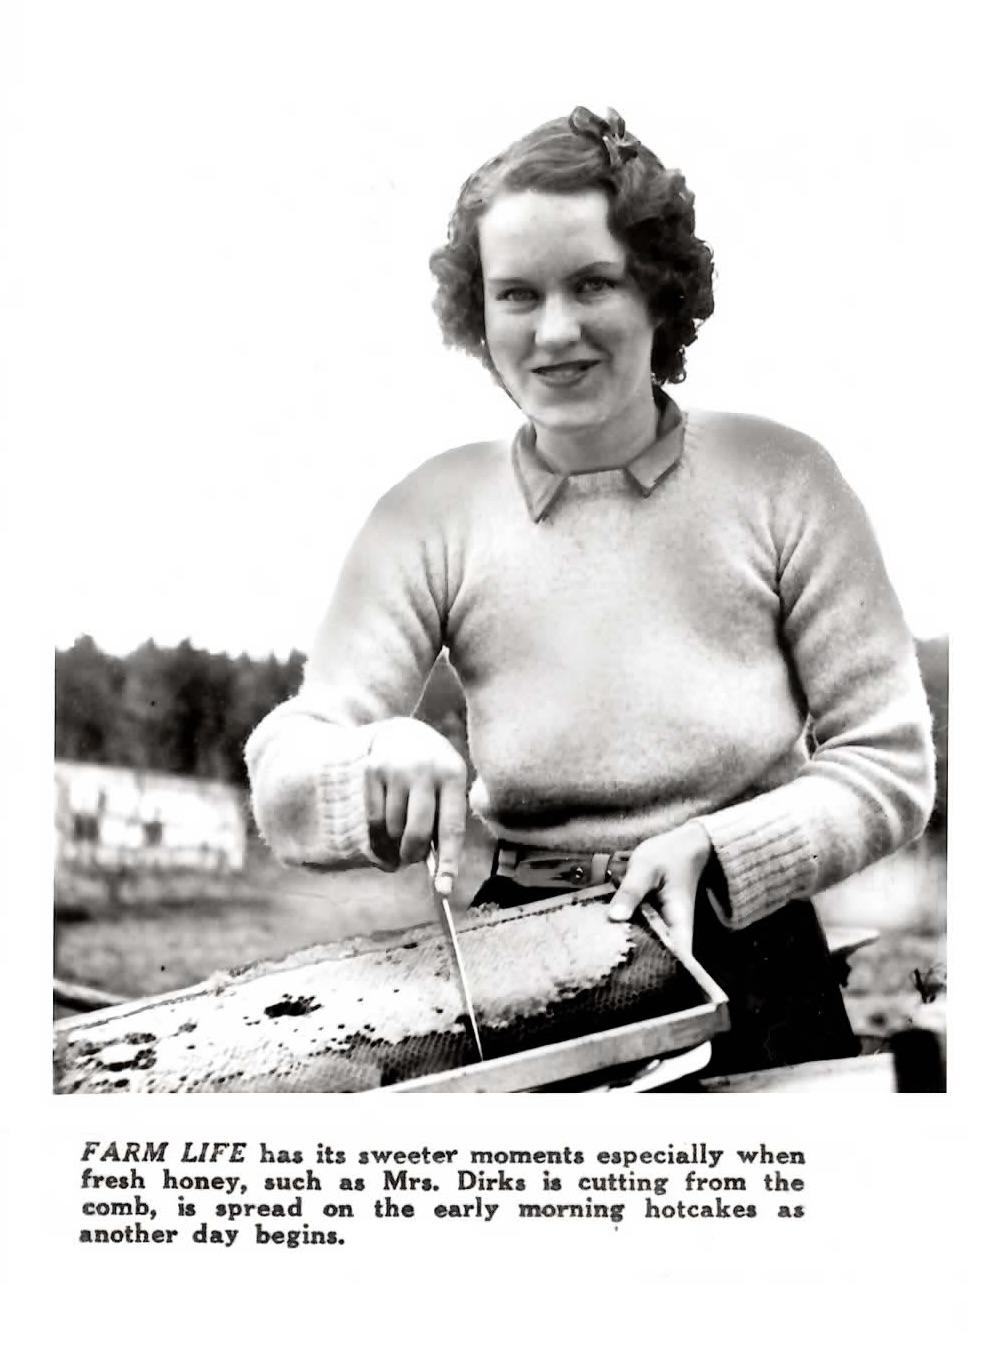 FARM LIFE has its sweeter moments especially when
fresh honey, such as Mrs. Dirks is cutting from the
comb, is spread on the early morning hotcakes as
another day begins.